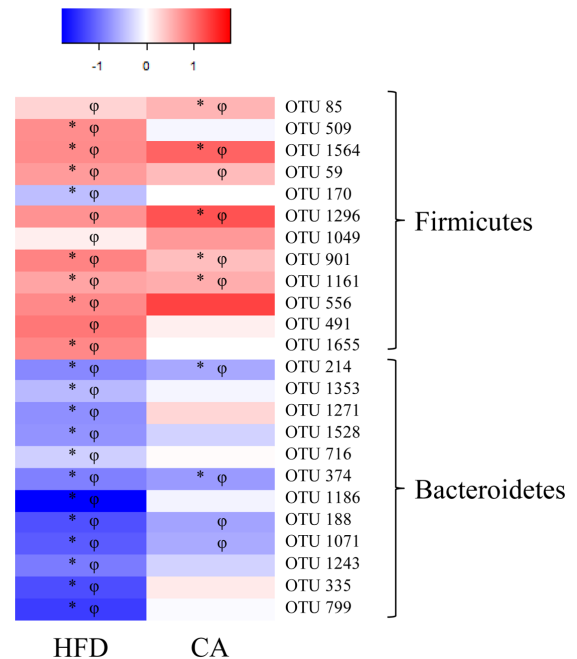 -1 0 1
φ * φ OTU 85
* φ OTU 509
* φ * φ OTU 1564
* φ φ OTU 59
* φ OTU 170
φ * φ OTU 1296
φ OTU 1049
* φ * φ OTU 901
* φ * φ OTU 1161
* φ OTU 556
φ OTU 491
* φ OTU 1655
Firmicutes
* φ * φ OTU 214
* φ OTU 1353
* φ OTU 1271
* φ OTU 1528
* φ OTU 716
* φ * φ OTU 374
* φ OTU 1186
* φ φ OTU 188
* φ φ OTU 1071
* φ OTU 1243
* φ OTU 335
* φ OTU 799
Bacteroidetes
HFD CA